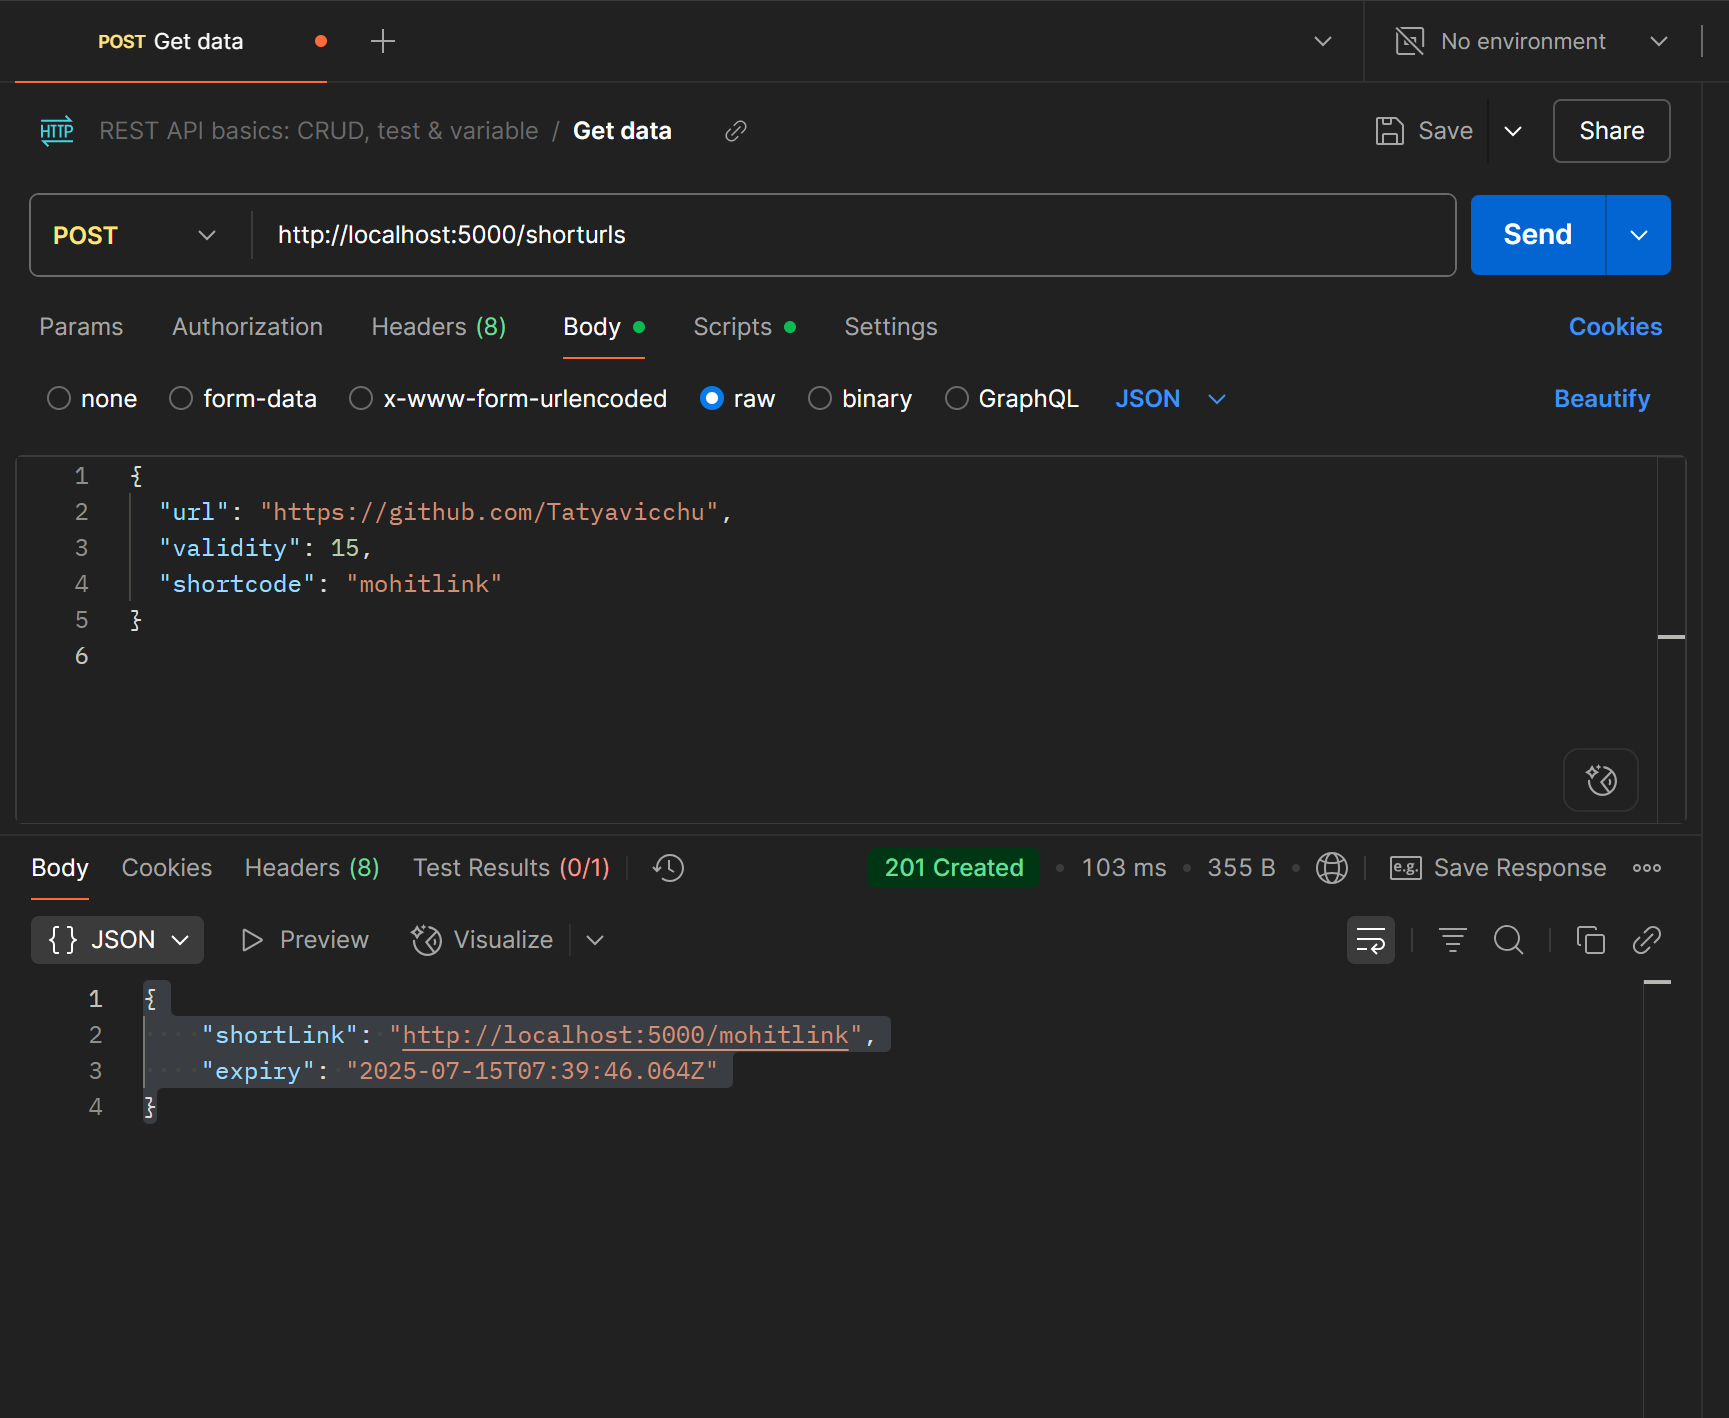 POST Get data
No environment
HTTP REST API basics: CRUD, test & variable / Get data
Save
Share
POST
http://localhost:5000/shorturls
Send
Params Authorization Headers (8) Body Scripts Settings Cookies
none form-data x-www-form-urlencoded raw binary GraphQL JSON Beautify
1 {
2 "url": "https://github.com/Tatyavicchu",
3 "validity": 15,
4 "shortcode": "mohitlink"
5 }
6
Body Cookies Headers (8) Test Results (0/1) 201 Created • 103 ms • 355 B • e.g. Save Response
{} JSON Preview Visualize
1 {
2 "shortLink": "http://localhost:5000/mohitlink",
3 "expiry": "2025-07-15T07:39:46.064Z"
4 }